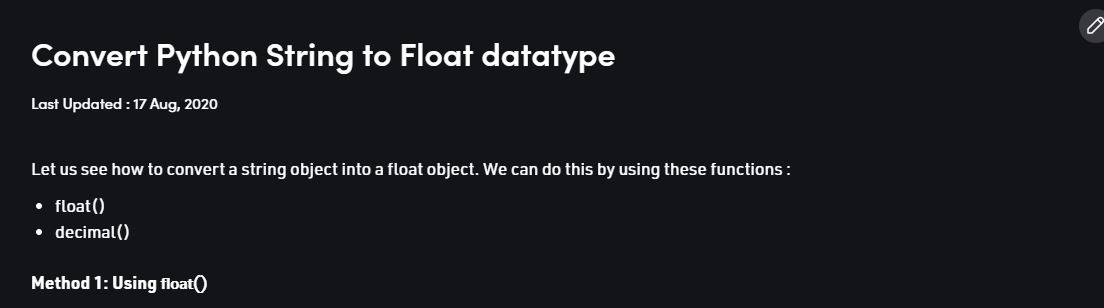 Convert Python String to Float datatype
Last Updated : 17 Aug, 2020
Let us see how to convert a string object into a float object. We can do this by using these functions :
• float()
• decimal()
Method 1: Using float()